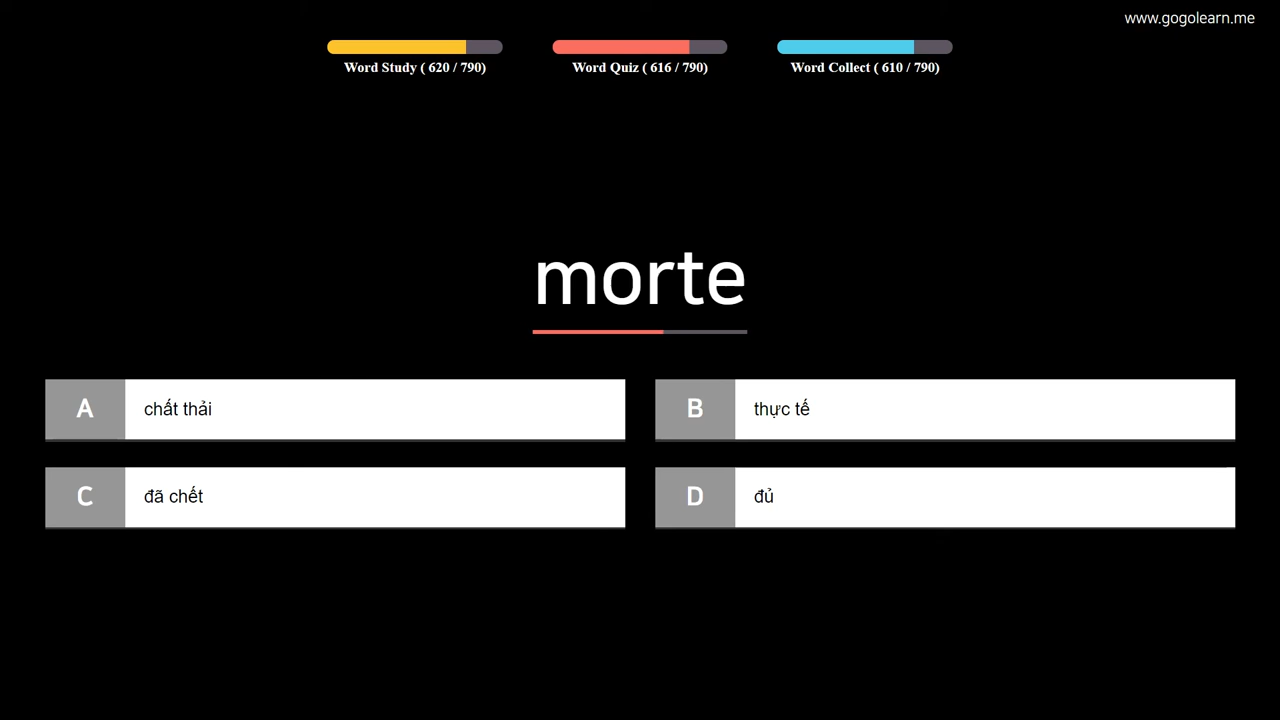 www.gogolearn.me
Word Study ( 620 / 790)
Word Quiz ( 616 / 790)
Word Collect ( 610 / 790)
morte
A chất thải
B thực tế
C đã chết
D đủ